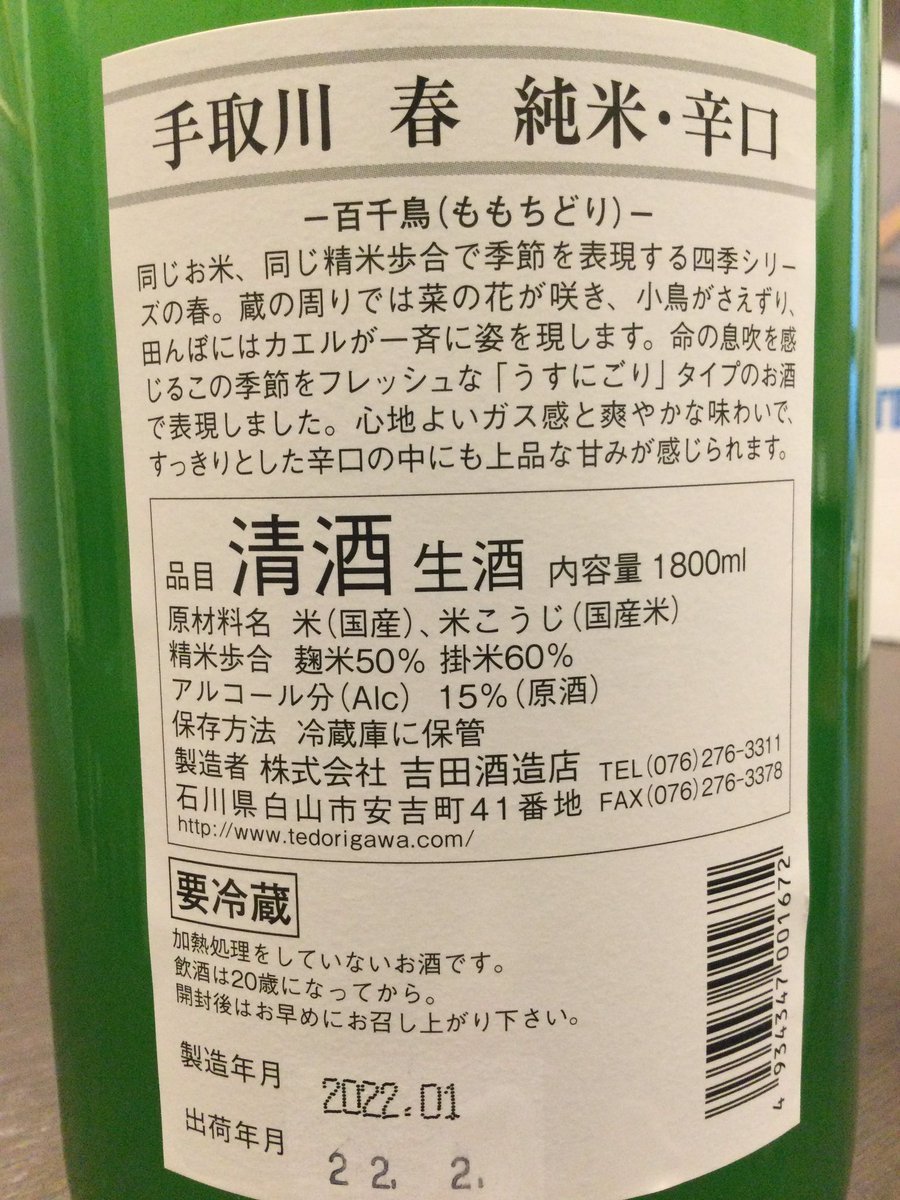 手取川 春 純米・辛口
－百千鳥(ももちどり)－
同じお米、同じ精米歩合で季節を表現する四季シリー
ズの春。蔵の周りでは菜の花が咲き、小鳥がさえずり、
田んぼにはカエルが一斉に姿を現します。命の息吹を感
じるこの季節をフレッシュな「うすにごり」タイプのお酒
で表現しました。心地よいガス感と爽やかな味わいで、
すっきりとした辛口の中にも上品な甘みが感じられます。
品目 清酒 生酒 内容量 1800ml
原材料名 米(国産)、米こうじ(国産米)
精米歩合 麹米50% 掛米60%
アルコール分(Alc) 15%(原酒)
保存方法 冷蔵庫に保管
製造者 株式会社 吉田酒造店 TEL(076)276-3311
石川県白山市安吉町41番地 FAX(076)276-3378
http://www.tedorigawa.com/
要冷蔵
加熱処理をしていないお酒です。
飲酒は20歳になってから。
開封後はお早めにお召し上がり下さい。
製造年月 2022.01
出荷年月 22. 2.
4 934347 001672